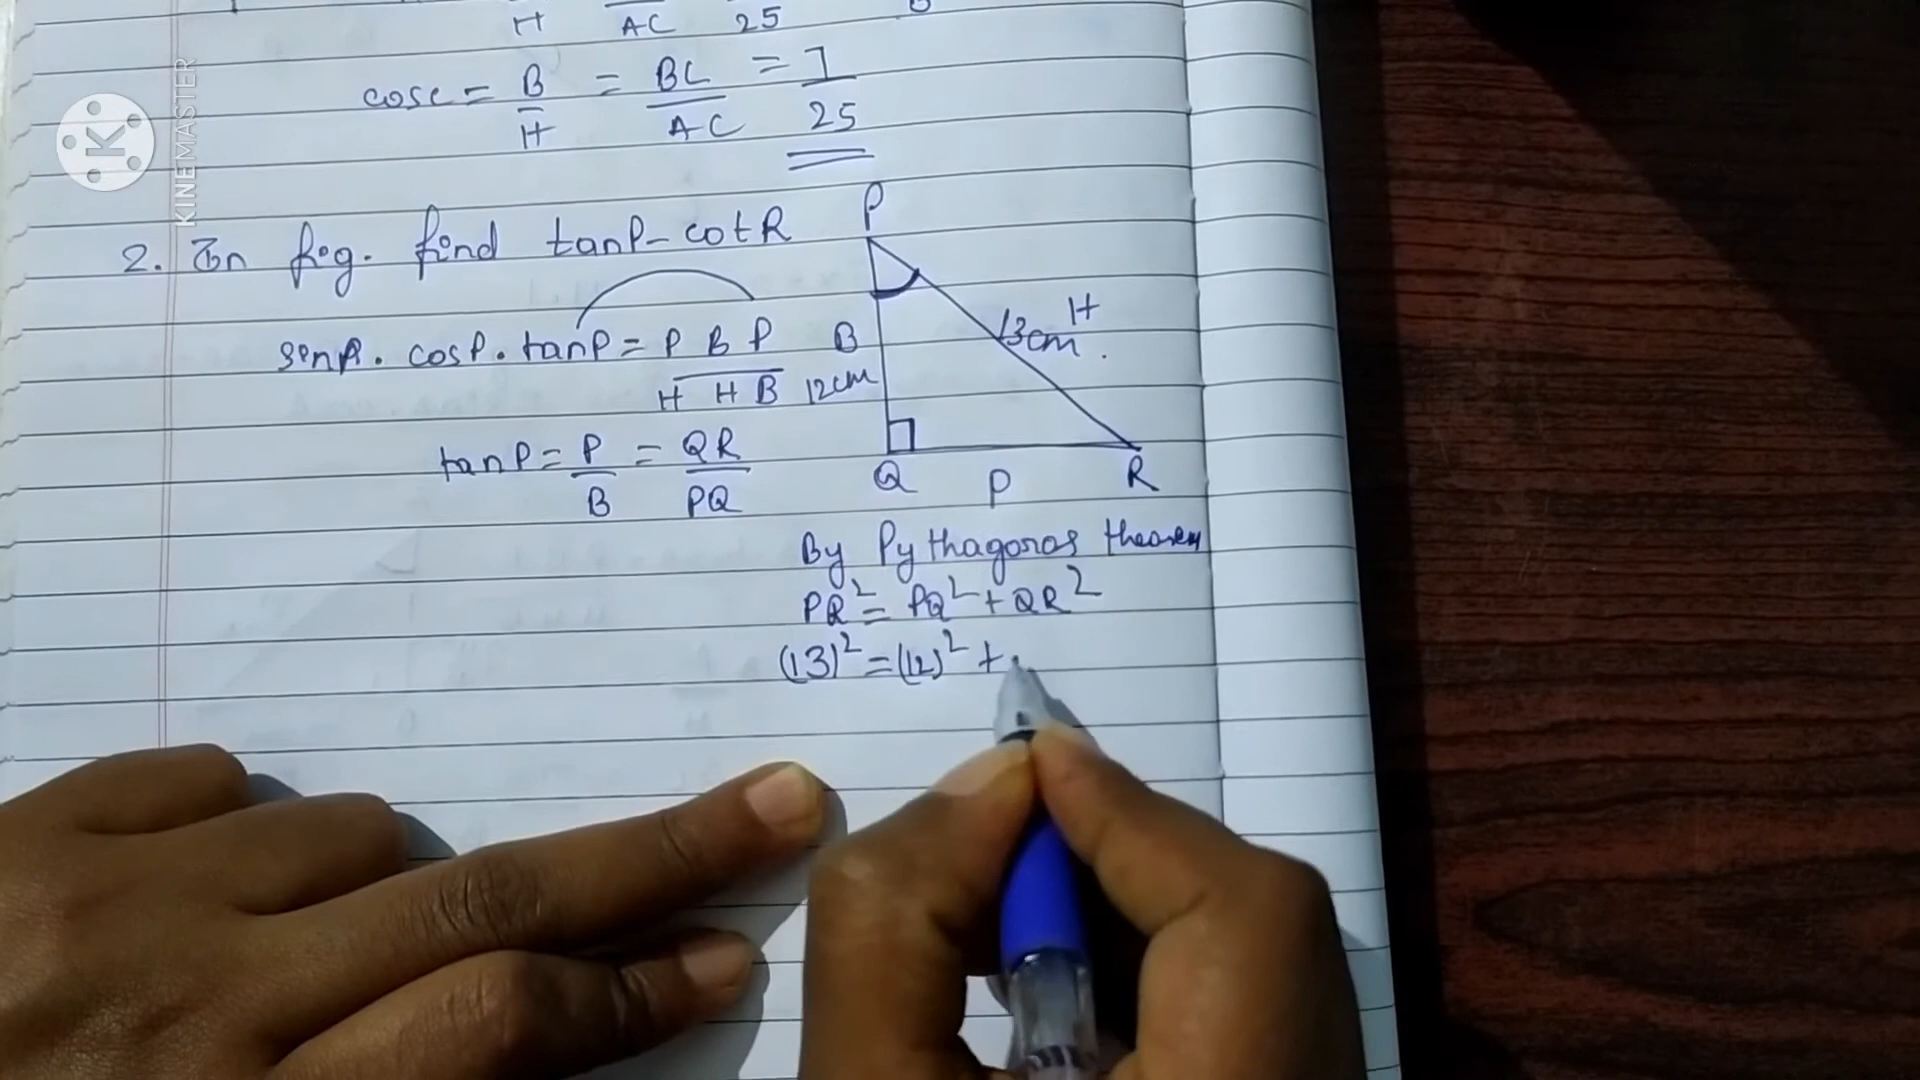 H AC 25
cosc = B/H = BC/AC = 7/25
KINEMASTER
2. In fig. find tanP-cotR
P
sinP. cosP. tanP = P B P
H H B
B
12cm
13cm
H
tanP = P/B = QR/PQ
Q P R
By Pythagoras theorem
PR² = PQ² + QR²
(13)² = (12)² +